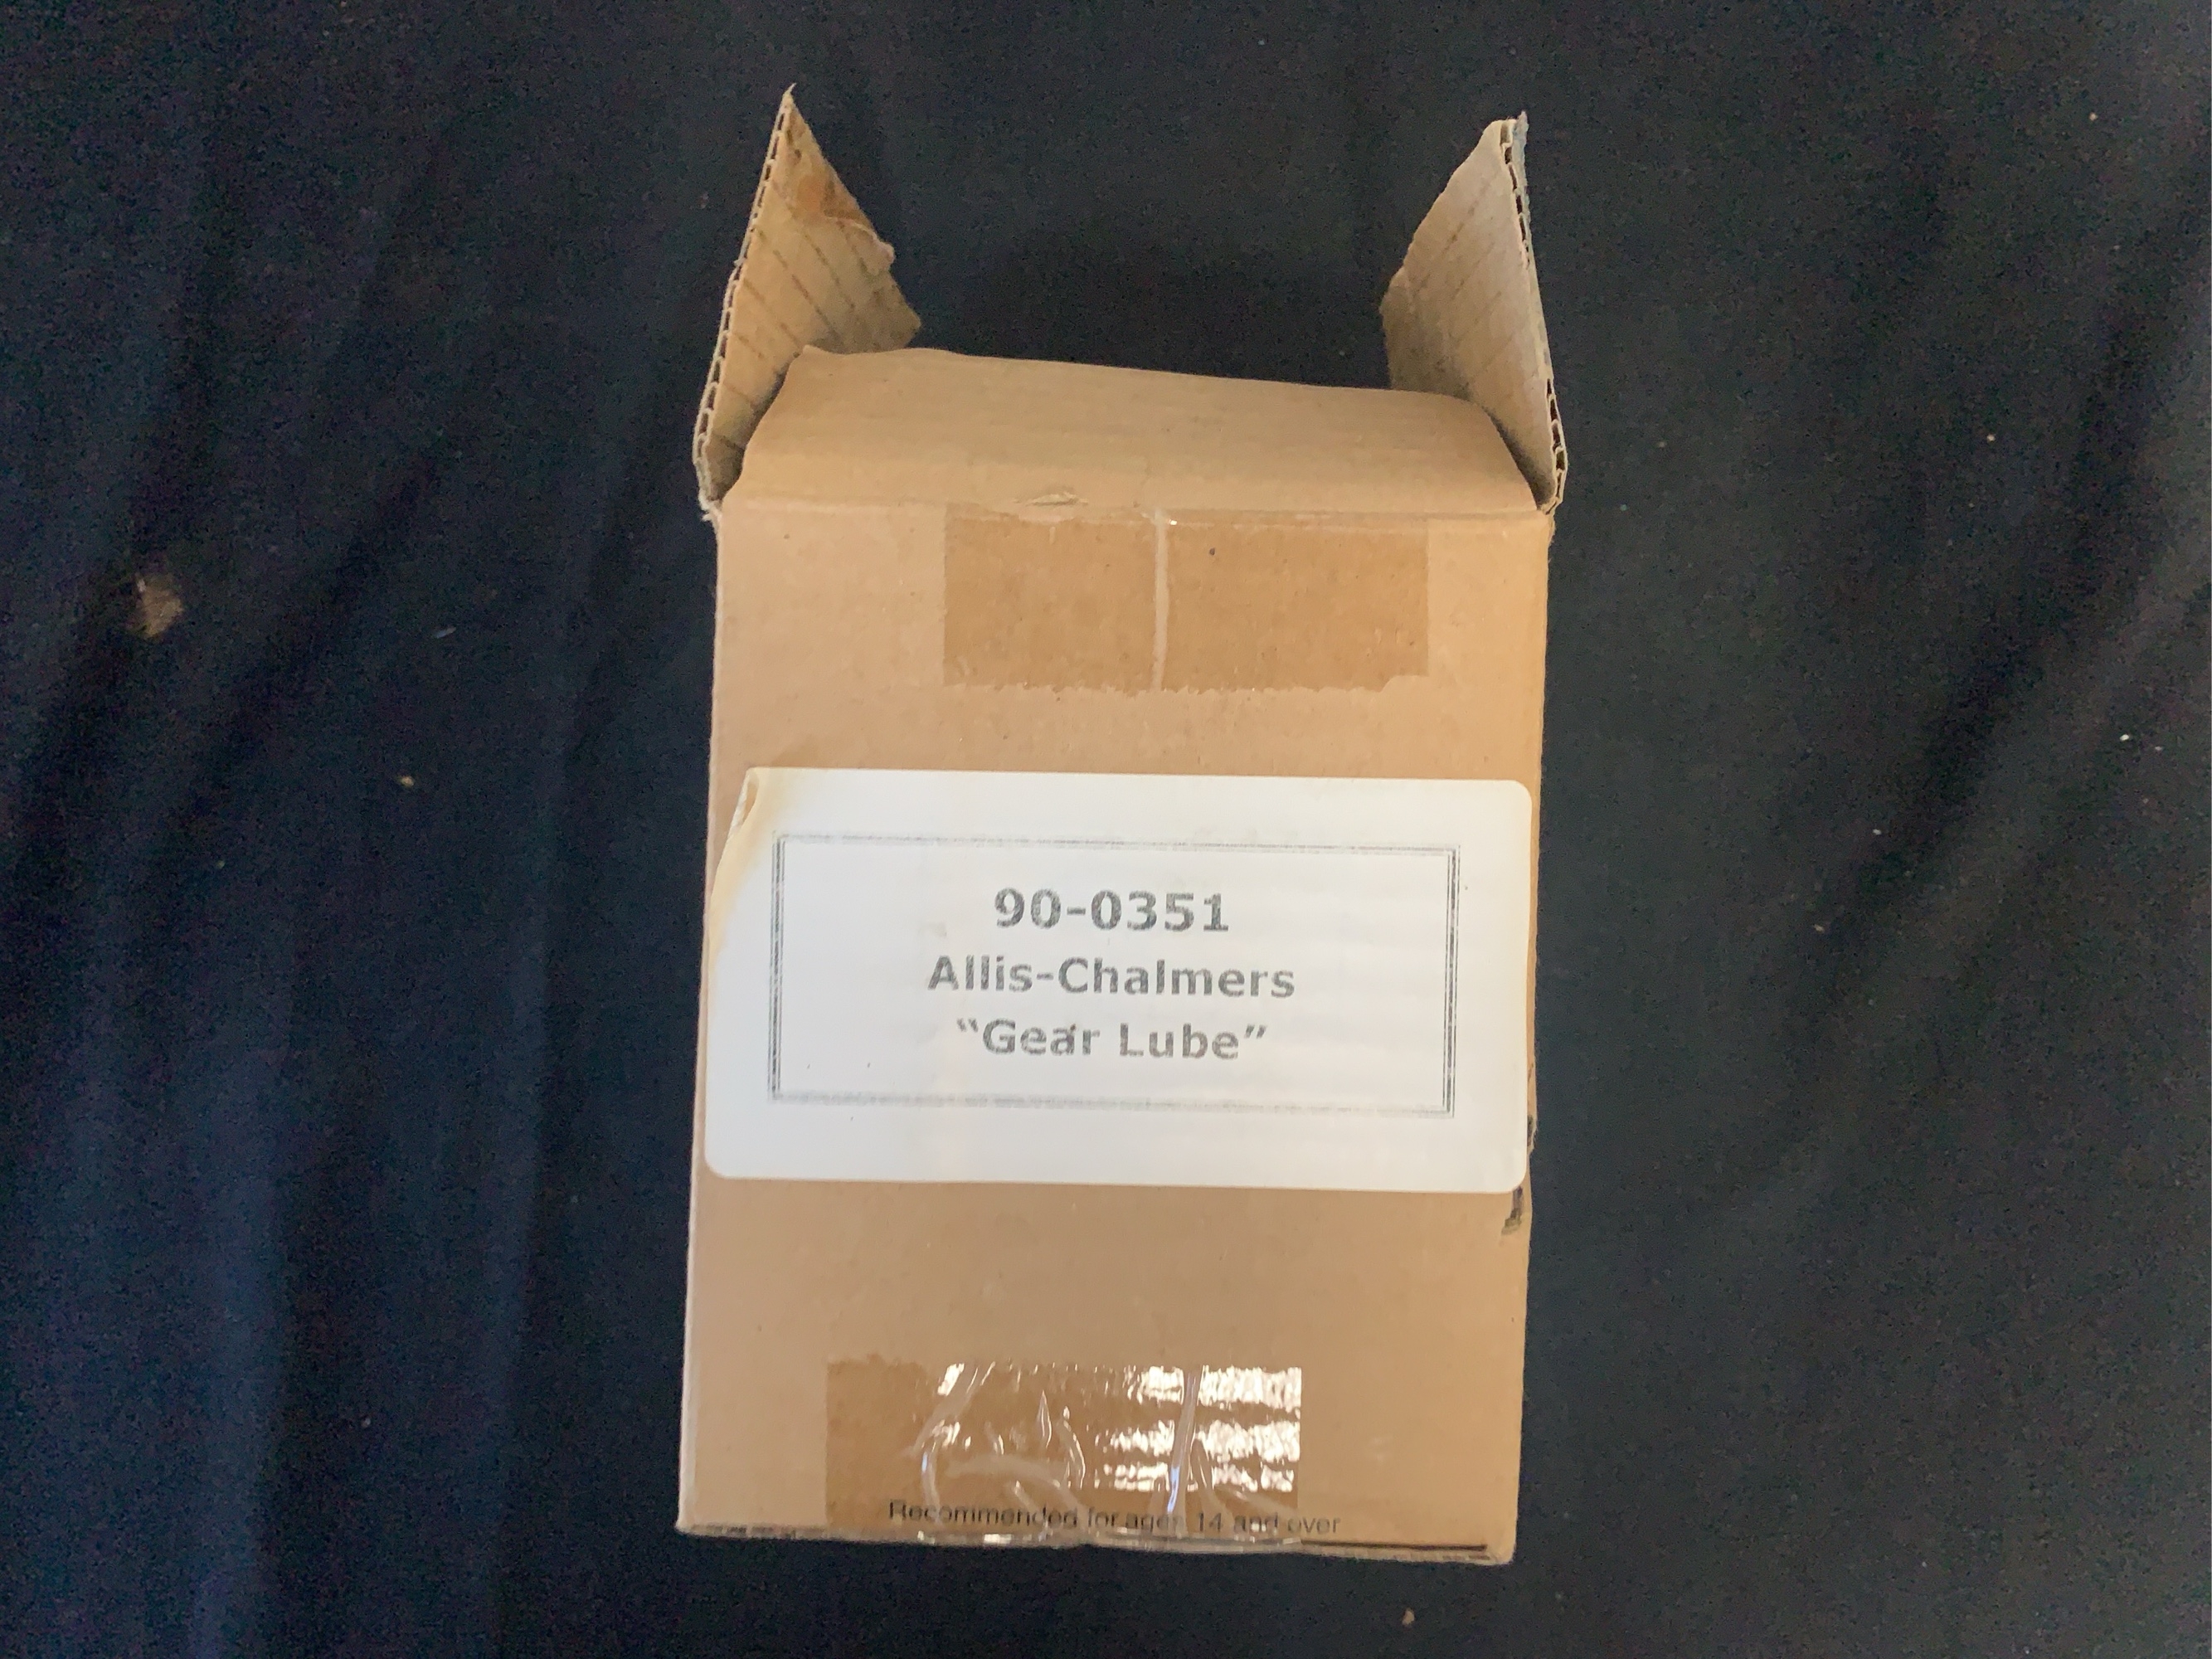 90-0351
Allis-Chalmers
“Gear Lube”
Recommended for ages 14 and over